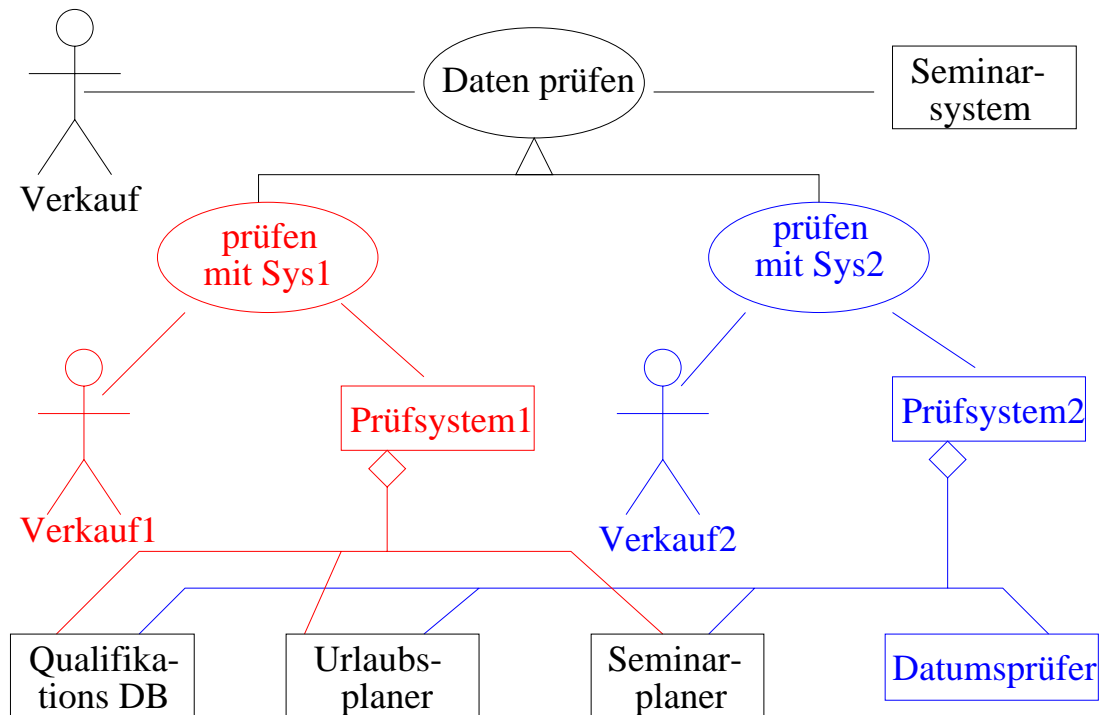 Daten prüfen
Seminar-
system
Verkauf
prüfen
mit Sys1
prüfen
mit Sys2
Prüfsystem1
Prüfsystem2
Verkauf1
Verkauf2
Qualifika-
tions DB
Urlaubs-
planer
Seminar-
planer
Datumsprüfer